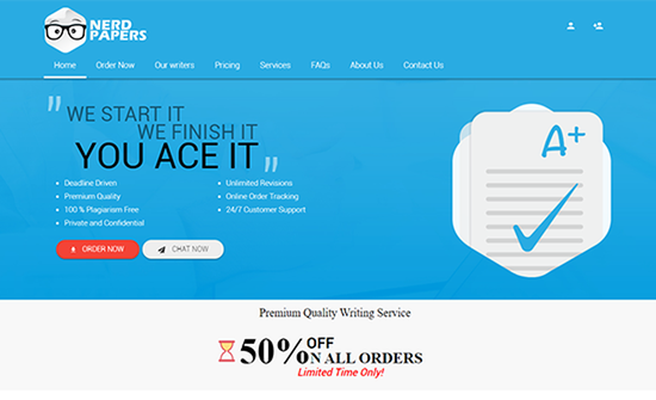 NERD
PAPERS
Home Order Now Our writers Pricing Services FAQs About Us Contact Us
"WE START IT
WE FINISH IT
YOU ACE IT"
Deadline Driven
Premium Quality
100 % Plagiarism Free
Private and Confidential
Unlimited Revisions
Online Order Tracking
24/7 Customer Support
ORDER NOW CHAT NOW
A+
Premium Quality Writing Service
50% OFF
ON ALL ORDERS
Limited Time Only!